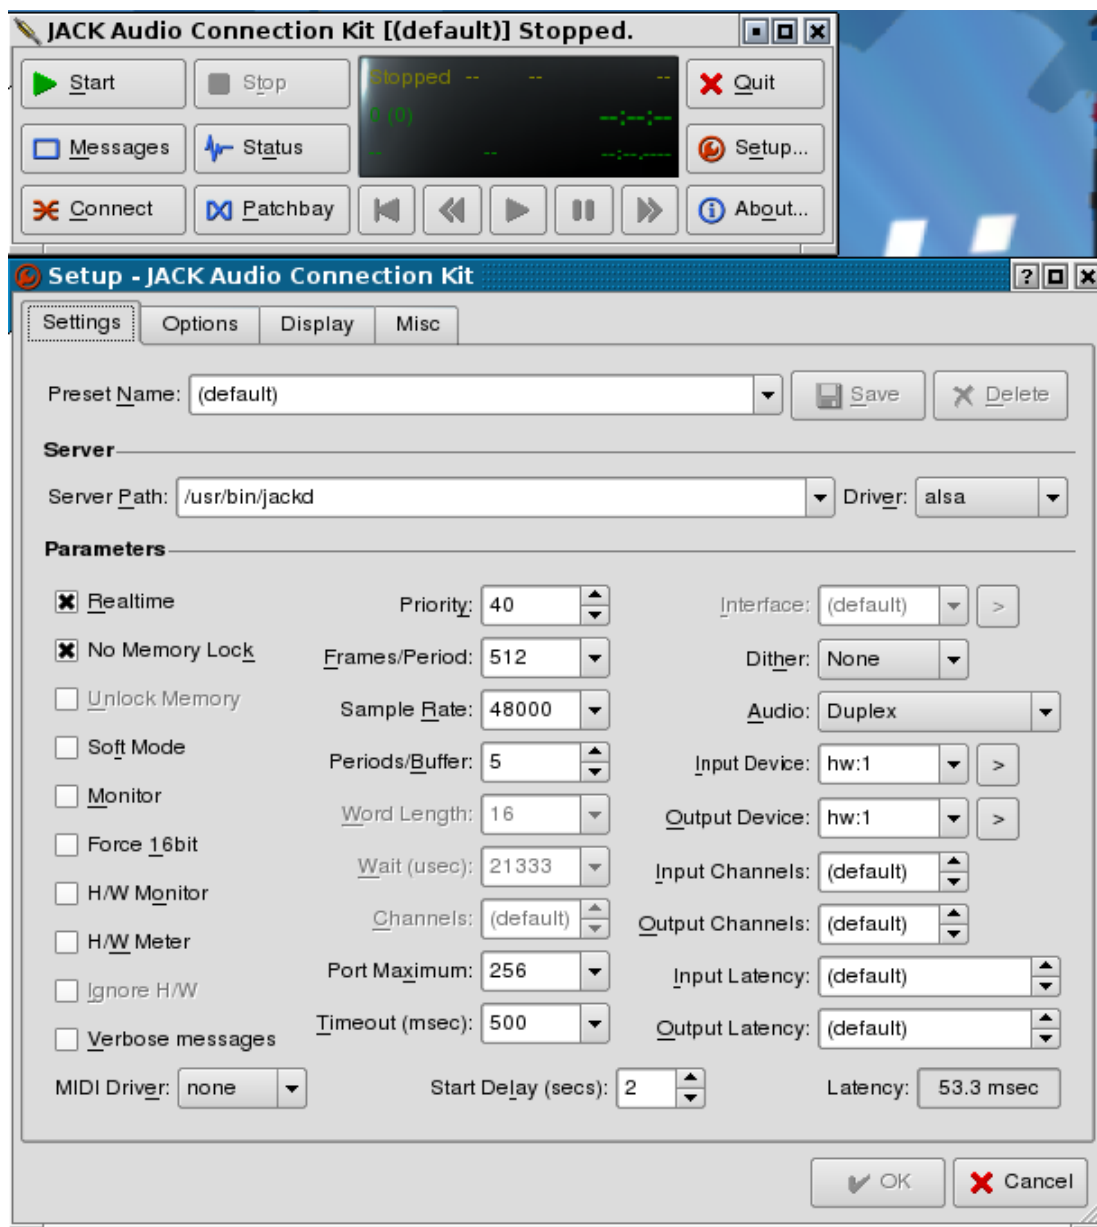 JACK Audio Connection Kit [(default)] Stopped.
Start Stop Stopped -- -- -- Quit
0 (0) --:--:--
Messages Status -- -- --:--.---- Setup...
Connect Patchbay About...
Setup - JACK Audio Connection Kit ?
Settings Options Display Misc
Preset Name: (default) Save Delete
Server
Server Path: /usr/bin/jackd Driver: alsa
Parameters
Realtime Priority: 40 Interface: (default) >
No Memory Lock Frames/Period: 512 Dither: None
Unlock Memory Sample Rate: 48000 Audio: Duplex
Soft Mode Periods/Buffer: 5 Input Device: hw:1 >
Monitor Word Length: 16 Output Device: hw:1 >
Force 16bit Wait (usec): 21333 Input Channels: (default)
H/W Monitor Channels: (default) Output Channels: (default)
H/W Meter Port Maximum: 256 Input Latency: (default)
Ignore H/W Timeout (msec): 500 Output Latency: (default)
Verbose messages
MIDI Driver: none Start Delay (secs): 2 Latency: 53.3 msec
OK Cancel